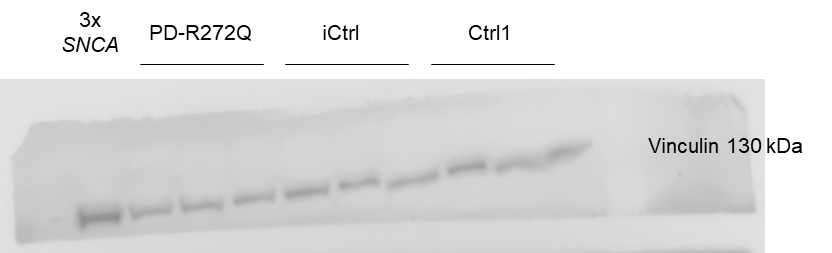 3x
SNCA
PD-R272Q
iCtrl
Ctrl1
Vinculin 130 kDa